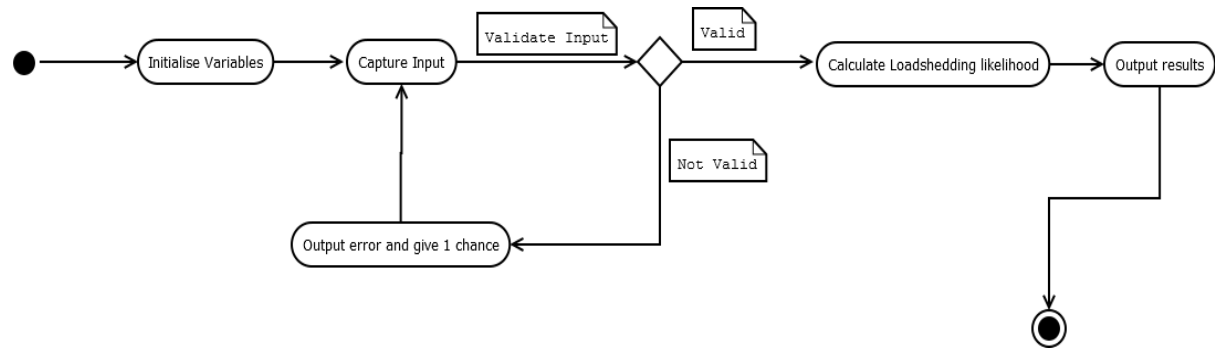 Validate Input
Valid
Initialise Variables
Capture Input
Calculate Loadshedding likelihood
Output results
Not Valid
Output error and give 1 chance